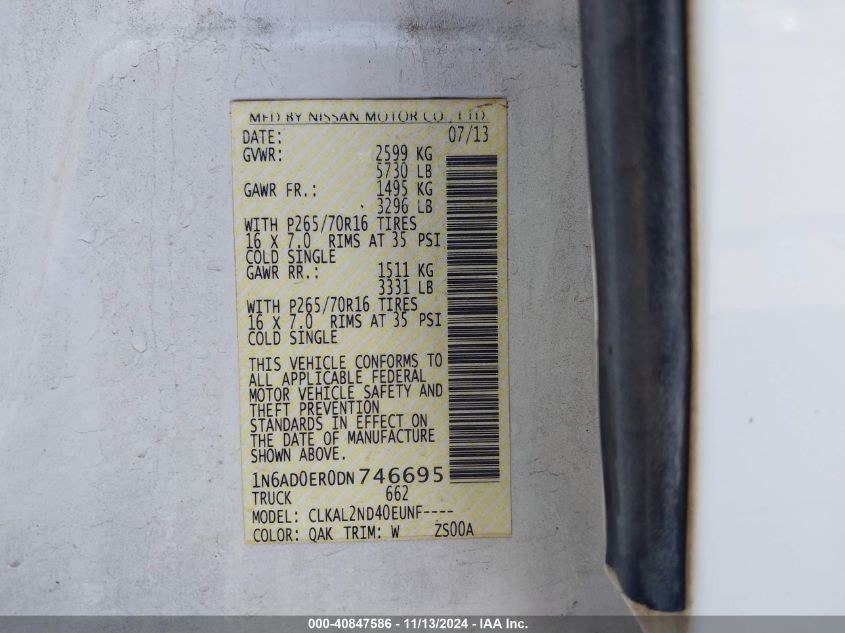 MFD BY NISSAN MOTOR CO., LTD.
DATE: 07/13
GVWR: 2599 KG
5730 LB
GAWR FR.: 1495 KG
3296 LB
WITH P265/70R16 TIRES
16 X 7.0 RIMS AT 35 PSI
COLD SINGLE
GAWR RR.: 1511 KG
3331 LB
WITH P265/70R16 TIRES
16 X 7.0 RIMS AT 35 PSI
COLD SINGLE
THIS VEHICLE CONFORMS TO
ALL APPLICABLE FEDERAL
MOTOR VEHICLE SAFETY AND
THEFT PREVENTION
STANDARDS IN EFFECT ON
THE DATE OF MANUFACTURE
SHOWN ABOVE.
1N6AD0ER0DN746695
TRUCK 662
MODEL: CLKAL2ND40EUNF----
COLOR: QAK TRIM: W ZS00A
000-40847586 - 11/13/2024 - IAA Inc.